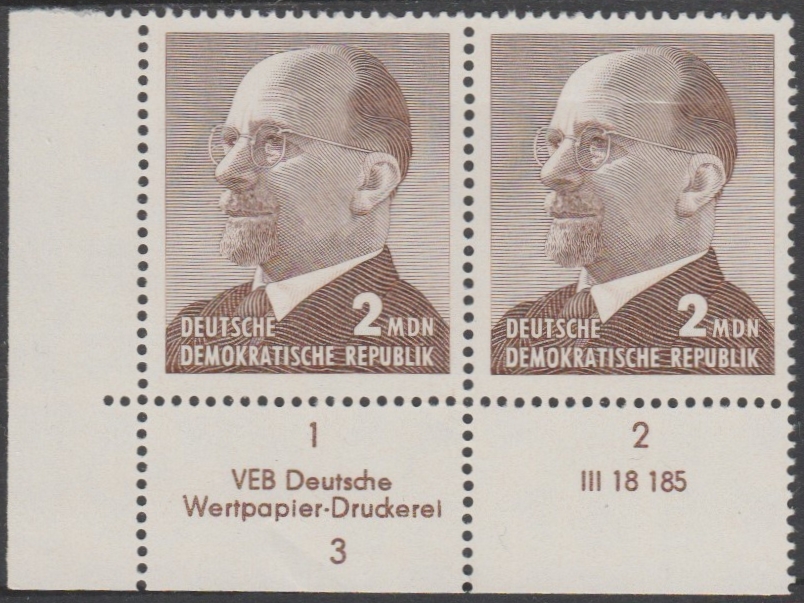 DEUTSCHE 2 MDN
DEMOKRATISCHE REPUBLIK
DEUTSCHE 2 MDN
DEMOKRATISCHE REPUBLIK
1
VEB Deutsche
Wertpapier-Druckerei
3
2
III 18 185